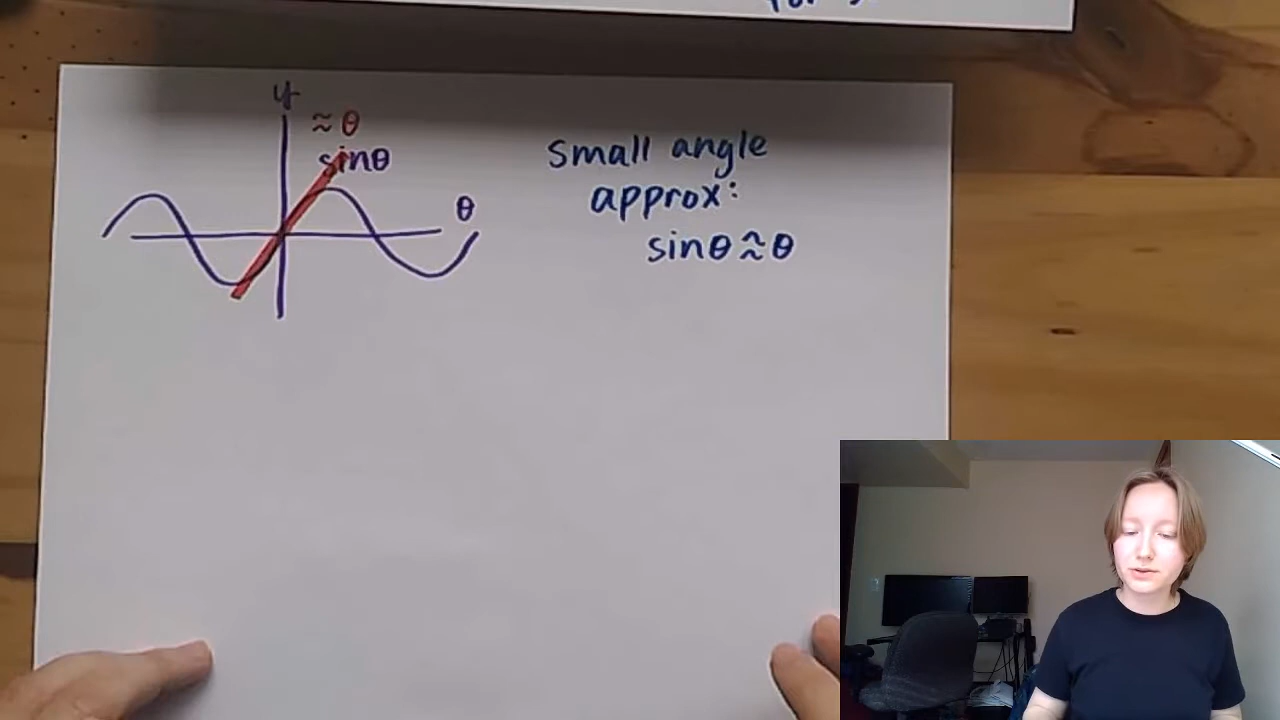 y
≈ θ
sinθ
θ
small angle
approx:
sinθ ≈ θ